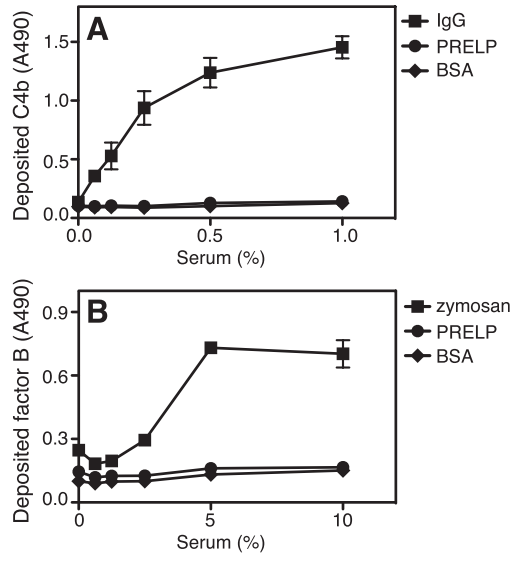 A
IgG
PRELP
BSA
Deposited C4b (A490)
1.5
1.0
0.5
0.0
0.0 0.5 1.0
Serum (%)
B
zymosan
PRELP
BSA
Deposited factor B (A490)
0.9
0.6
0.3
0.0
0 5 10
Serum (%)